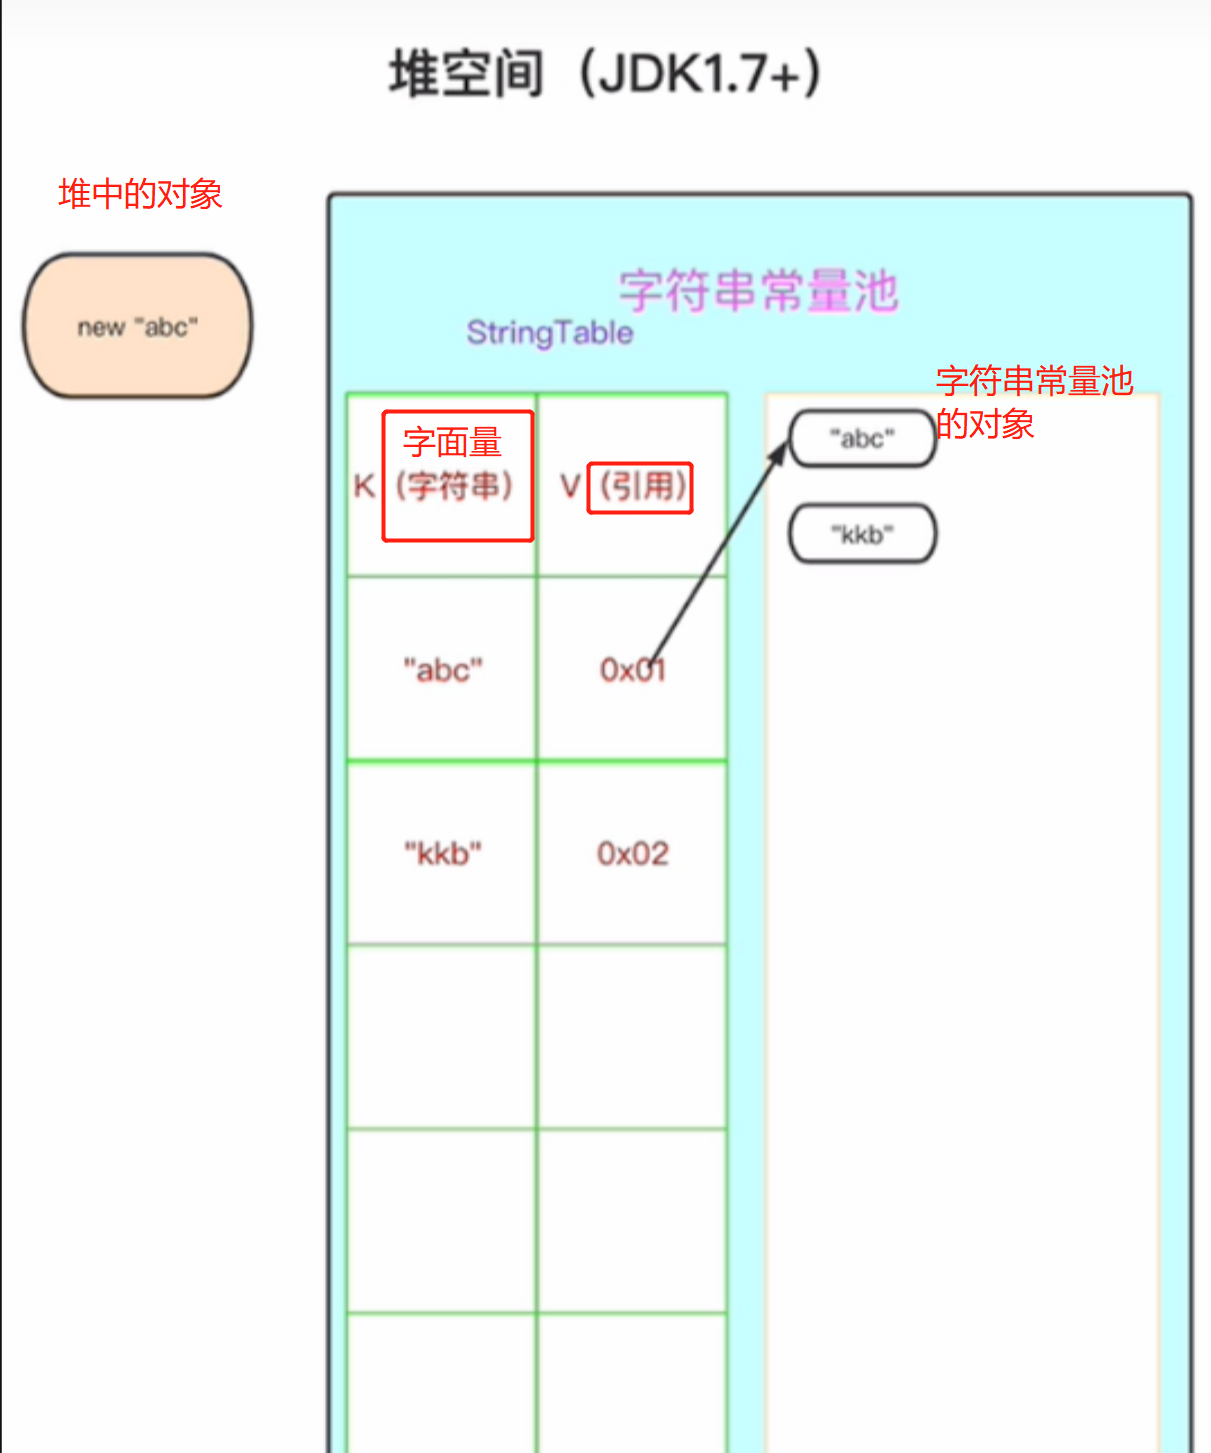 堆空间（JDK1.7+）
堆中的对象
new "abc"
字符串常量池
StringTable
字符串常量池
的对象
字面量
K（字符串）
V（引用）
"abc"
"kkb"
"abc"
0x01
"kkb"
0x02